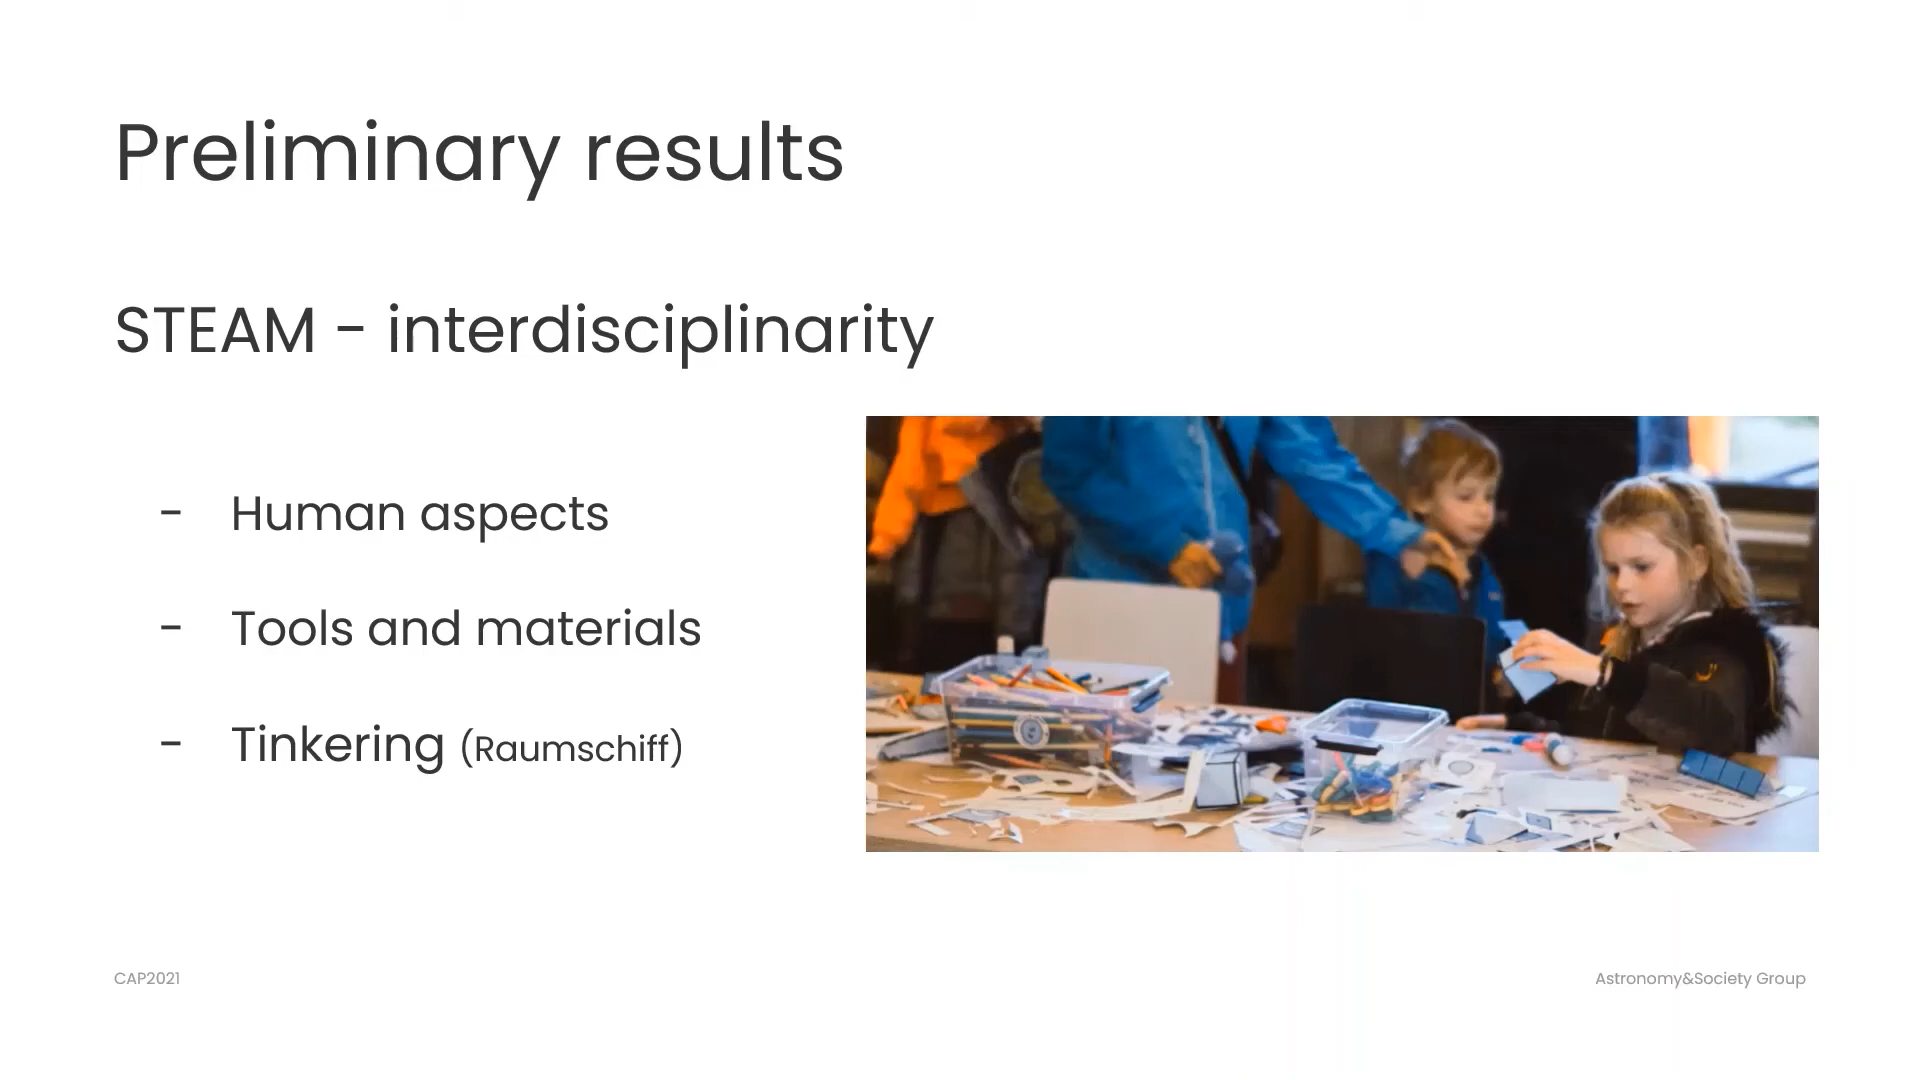 Preliminary results
STEAM - interdisciplinarity
- Human aspects
- Tools and materials
- Tinkering (Raumschiff)
CAP2021
Astronomy&Society Group